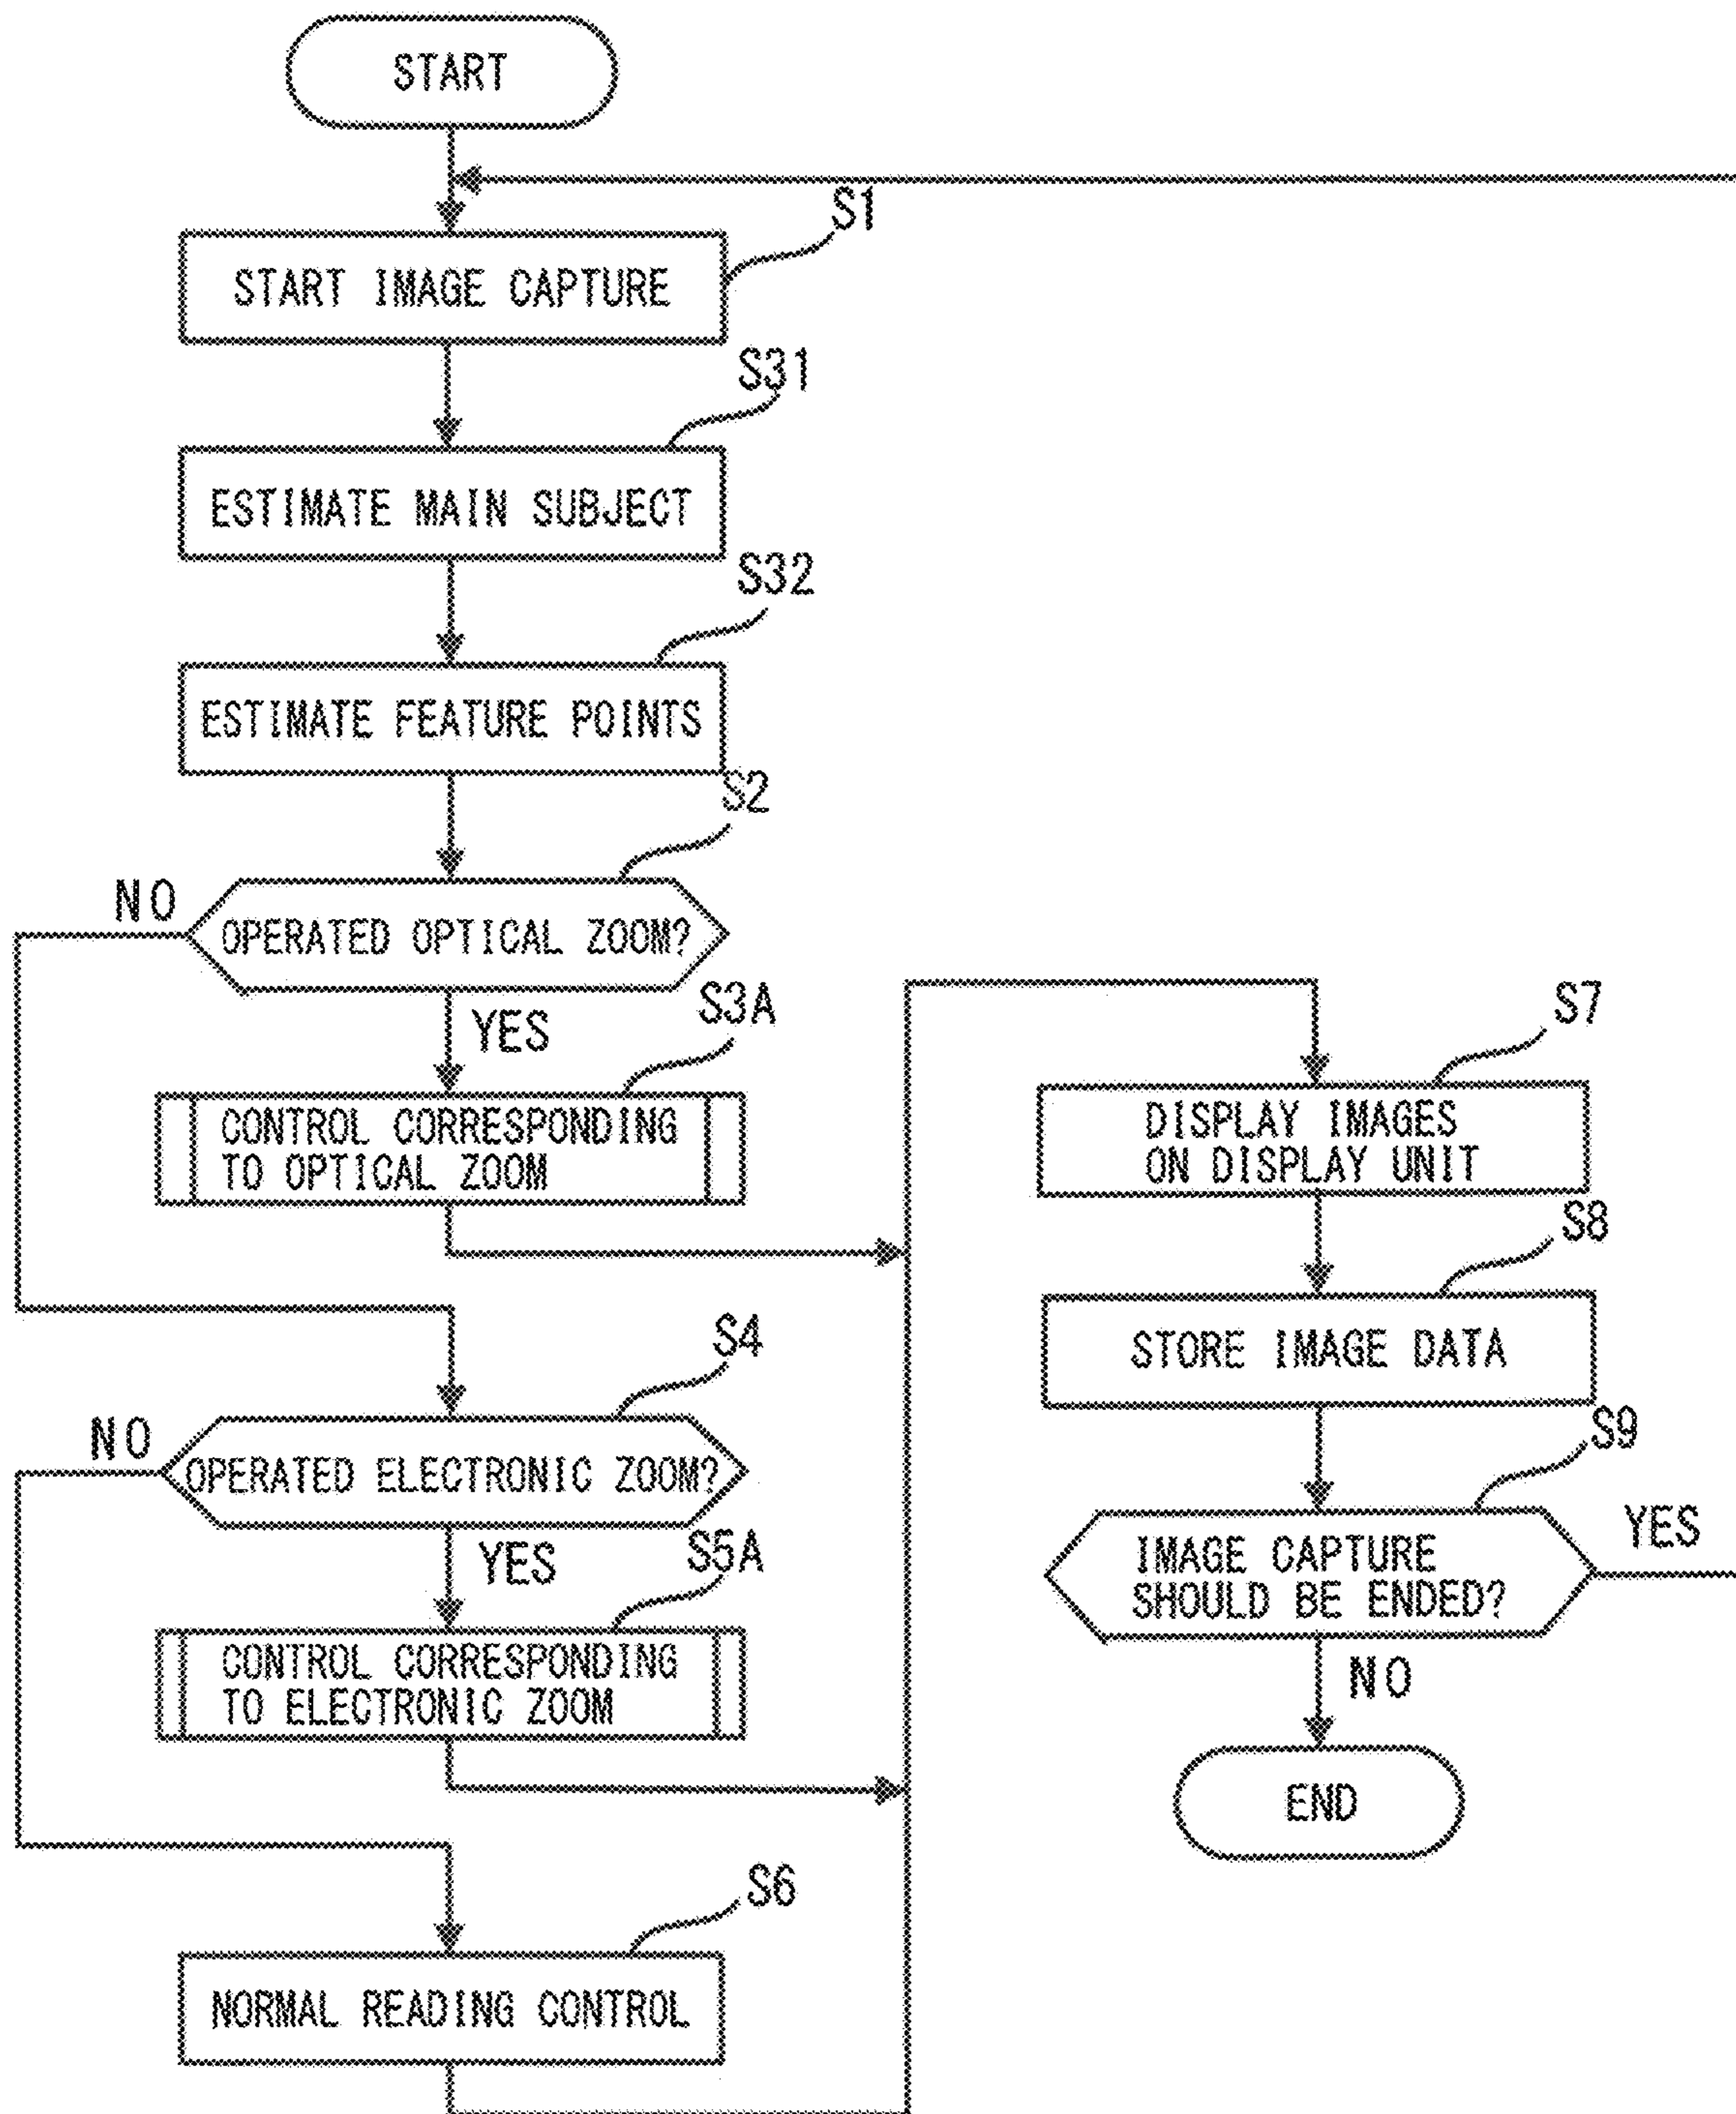 START
S1
START IMAGE CAPTURE
S31
ESTIMATE MAIN SUBJECT
S32
ESTIMATE FEATURE POINTS
S2
NO
OPERATED OPTICAL ZOOM?
YES
S3A
CONTROL CORRESPONDING
TO OPTICAL ZOOM
S4
NO
OPERATED ELECTRONIC ZOOM?
YES
S5A
CONTROL CORRESPONDING
TO ELECTRONIC ZOOM
S6
NORMAL READING CONTROL
S7
DISPLAY IMAGES
ON DISPLAY UNIT
S8
STORE IMAGE DATA
S9
IMAGE CAPTURE
SHOULD BE ENDED?
YES
NO
END